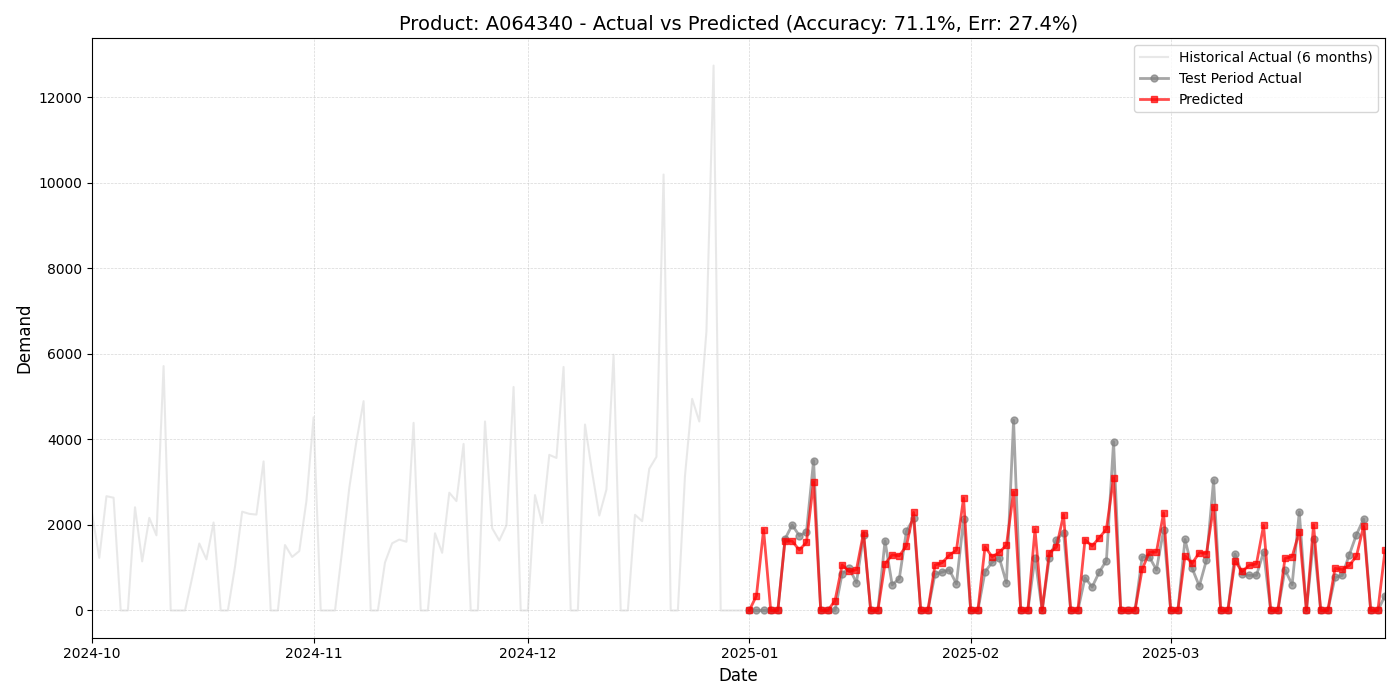 Product: A064340 - Actual vs Predicted (Accuracy: 71.1%, Err: 27.4%)
Historical Actual (6 months)
Test Period Actual
Predicted
12000
10000
8000
6000
4000
2000
0
Demand
2024-10
2024-11
2024-12
2025-01
2025-02
2025-03
Date